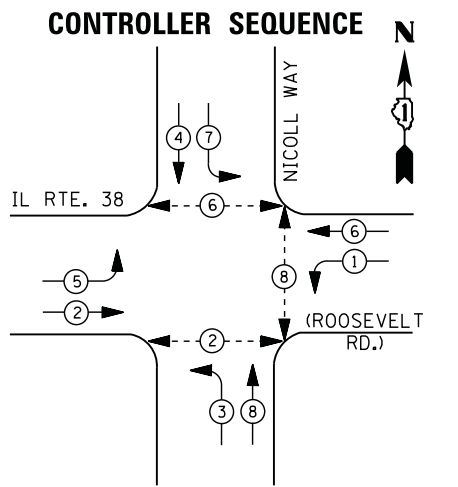 CONTROLLER SEQUENCE
N
NICOLL WAY
1
4 7
IL RTE. 38
6
6
5
8
1
2
(ROOSEVELT
RD.)
2
3 8